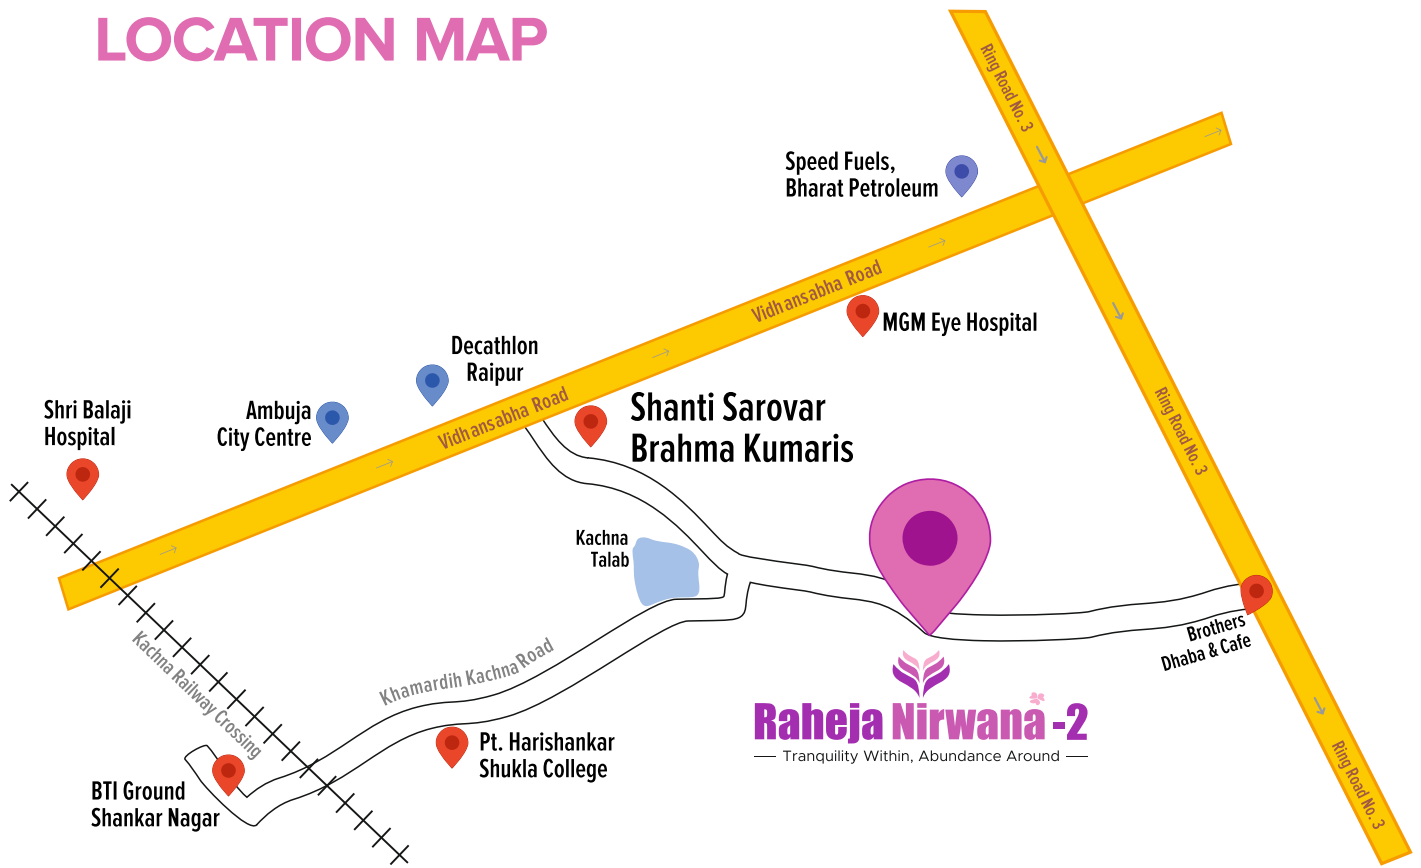 LOCATION MAP
Ring Road No. 3
Speed Fuels,
Bharat Petroleum
Vidhansabha Road
MGM Eye Hospital
Decathlon
Raipur
Ambuja
City Centre
Shri Balaji
Hospital
Vidhansabha Road
Shanti Sarovar
Brahma Kumaris
Ring Road No. 3
Kachna
Talab
Brothers
Dhaba & Cafe
Kachna Railway Crossing
Khamardih Kachna Road
Raheja Nirwana -2
Tranquility Within, Abundance Around
Pt. Harishankar
Shukla College
BTI Ground
Shankar Nagar
Ring Road No. 3